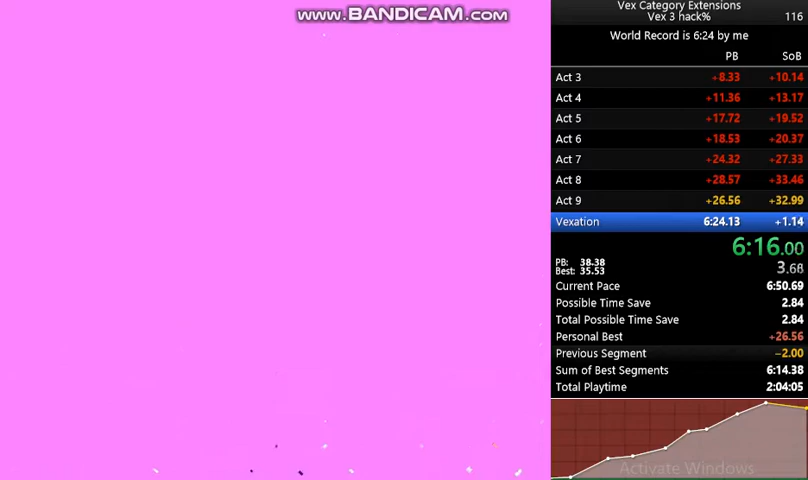 www.BANDICAM.com
Vex Category Extensions
Vex 3 hack% 116
World Record is 6:24 by me
PB SoB
Act 3 +8.33 +10.14
Act 4 +11.36 +13.17
Act 5 +17.72 +19.52
Act 6 +18.53 +20.37
Act 7 +24.32 +27.33
Act 8 +28.57 +33.46
Act 9 +26.56 +32.99
Vexation 6:24.13 +1.14
6:16.00
PB: 38.38
Best: 35.53 3.66
Current Pace 6:50.69
Possible Time Save 2.84
Total Possible Time Save 2.84
Personal Best +26.56
Previous Segment −2.00
Sum of Best Segments 6:14.38
Total Playtime 2:04:05
Activate Windows